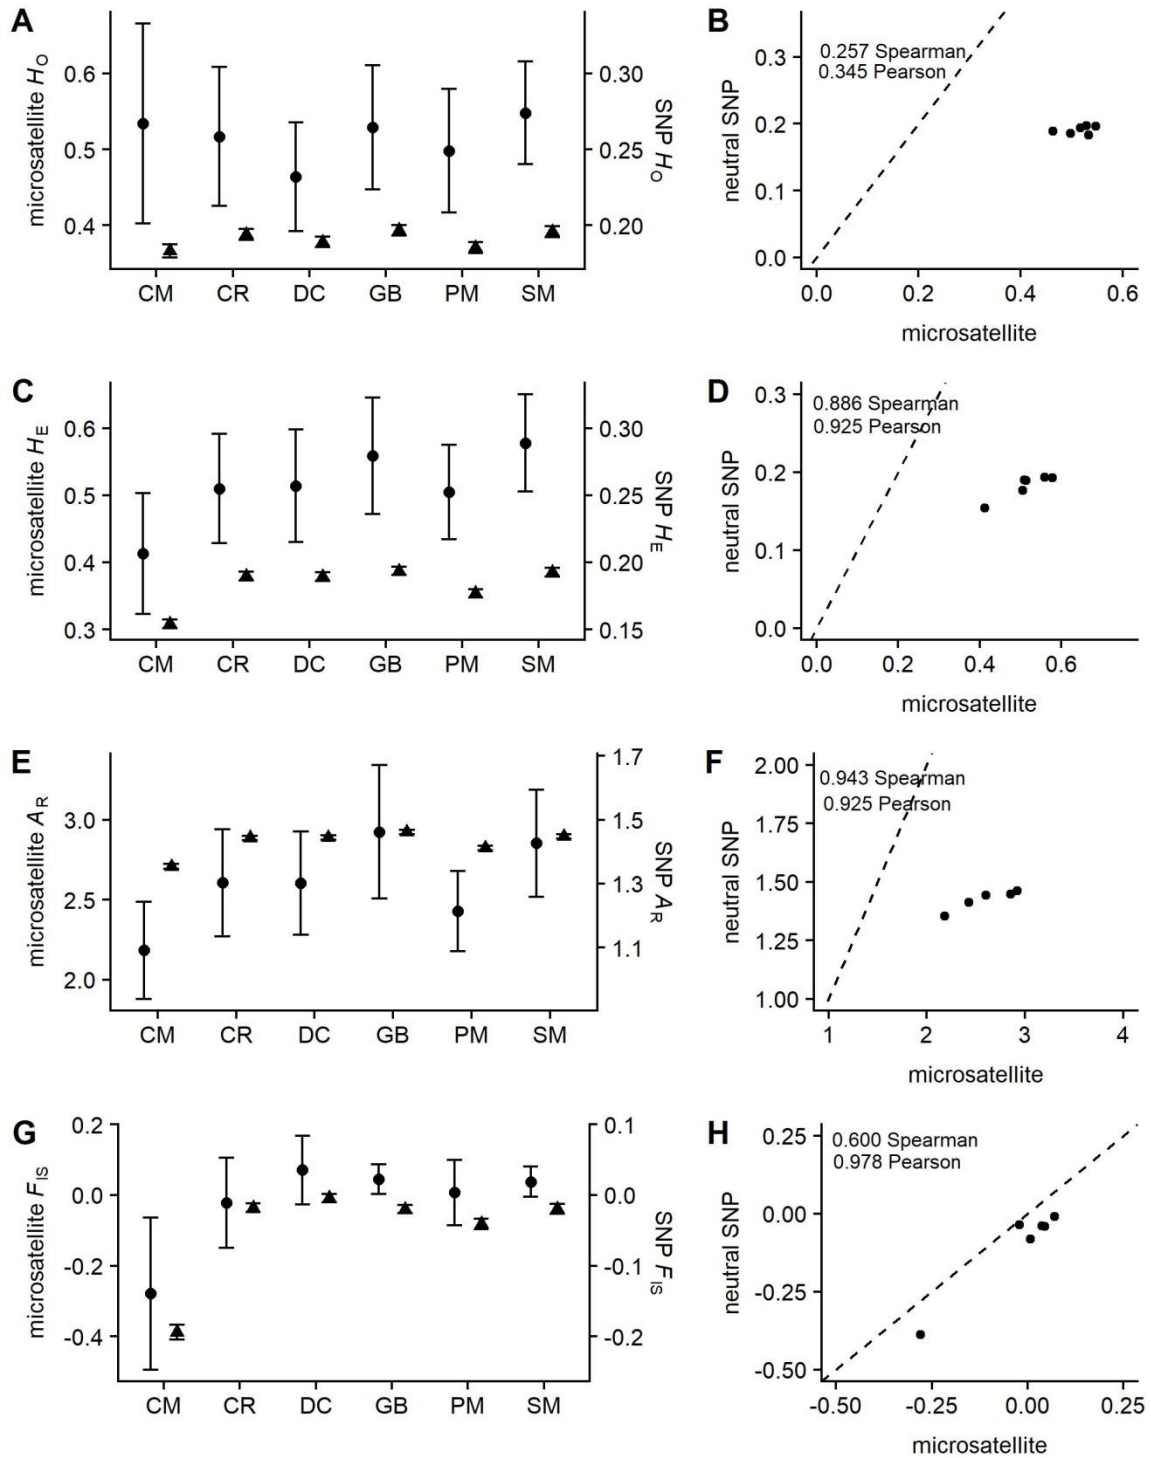 A
microsatellite HO
0.6
0.5
0.4
0.30
0.25
0.20
SNP HO
CM CR DC GB PM SM
B
0.257 Spearman
0.345 Pearson
neutral SNP
0.3
0.2
0.1
0.0
0.0 0.2 0.4 0.6
microsatellite
C
microsatellite HE
0.6
0.5
0.4
0.3
0.30
0.25
0.20
0.15
SNP HE
CM CR DC GB PM SM
D
0.886 Spearman
0.925 Pearson
neutral SNP
0.3
0.2
0.1
0.0
0.0 0.2 0.4 0.6
microsatellite
E
microsatellite AR
3.0
2.5
2.0
1.7
1.5
1.3
1.1
SNP AR
CM CR DC GB PM SM
F
0.943 Spearman
0.925 Pearson
neutral SNP
2.00
1.75
1.50
1.25
1.00
1 2 3 4
microsatellite
G
microsatellite FIS
0.2
0.0
-0.2
-0.4
0.1
0.0
-0.1
-0.2
SNP FIS
CM CR DC GB PM SM
H
0.600 Spearman
0.978 Pearson
neutral SNP
0.25
0.00
-0.25
-0.50
-0.50 -0.25 0.00 0.25
microsatellite